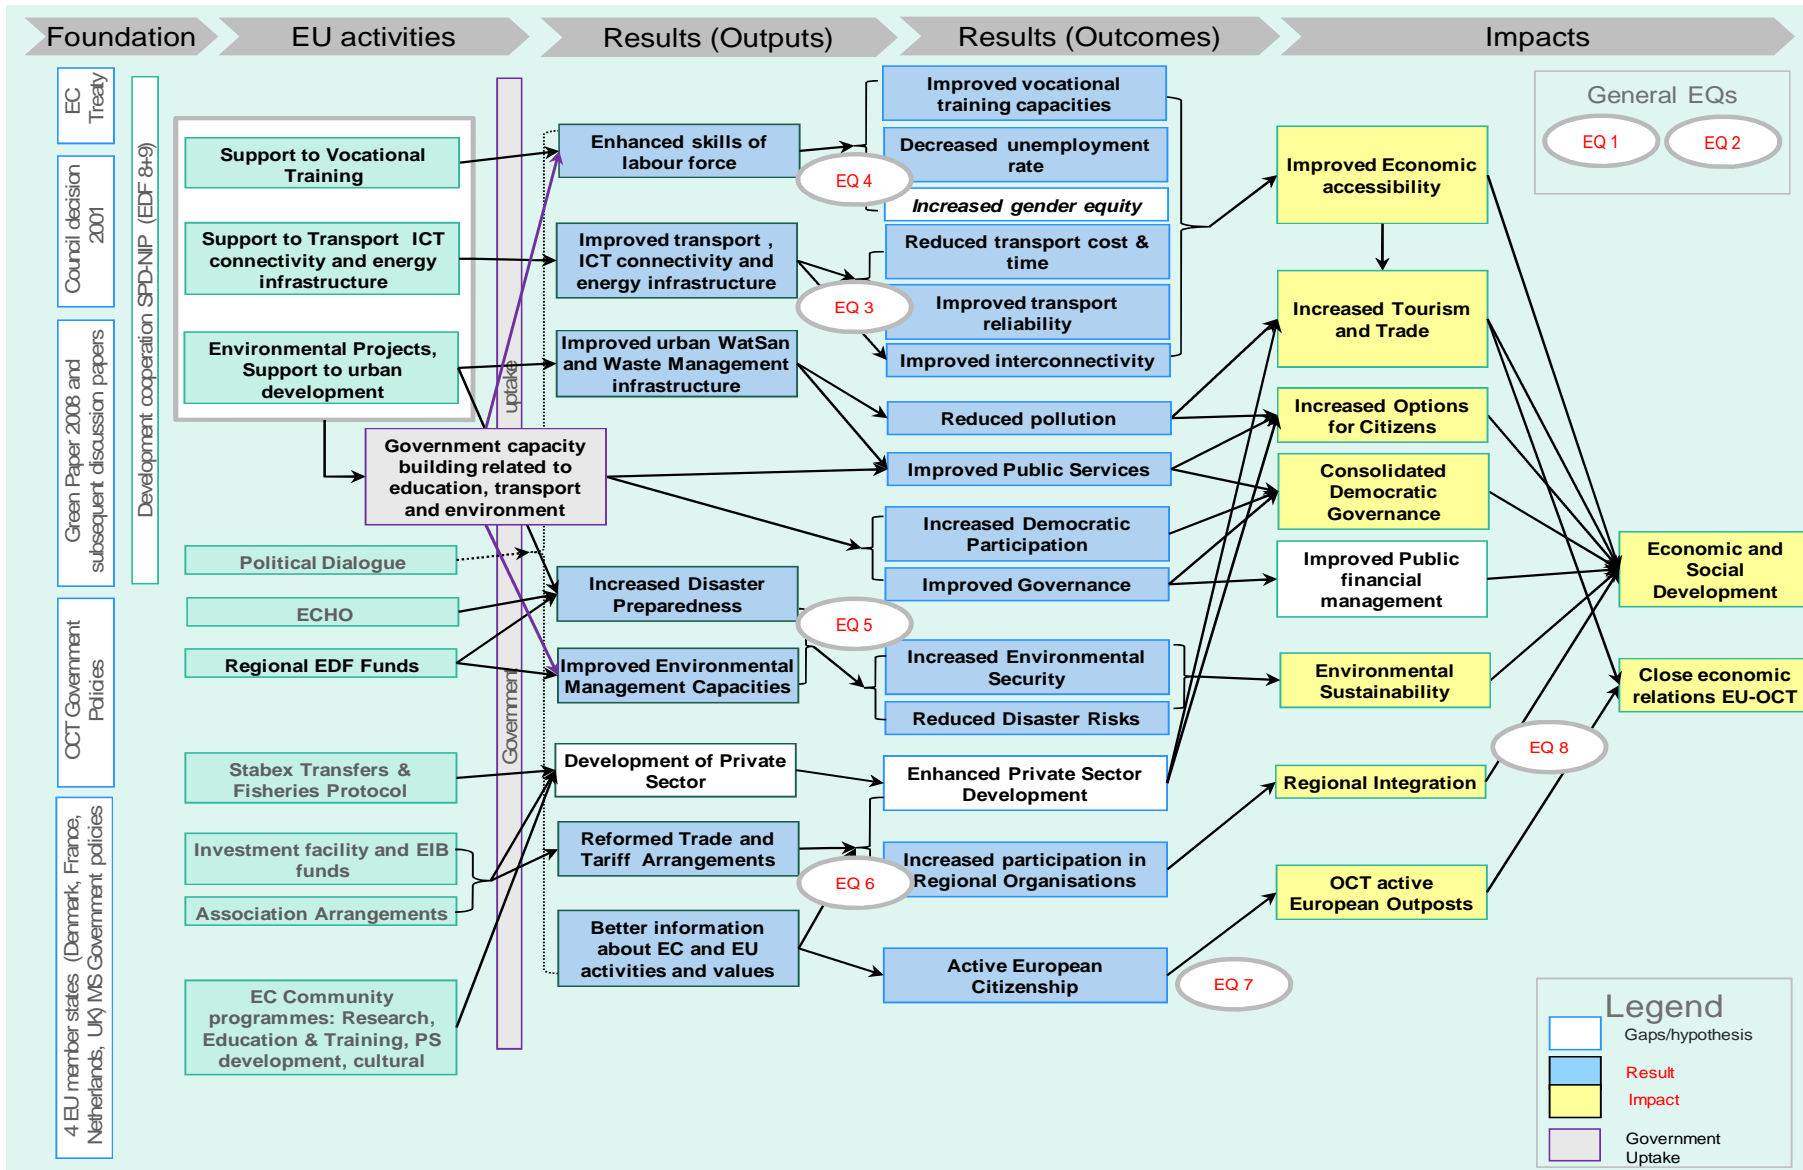 Foundation
EU activities
Results (Outputs)
Results (Outcomes)
Impacts
EC
Treaty
Council decision
2001
Green Paper 2008 and
subsequent discussion papers
OCT Government
Policies
4 EU member states (Denmark, France,
Netherlands, UK) MS Government policies
Development cooperation SPD-NIP (EDF 8+9)
Support to Vocational
Training
Support to Transport ICT
connectivity and energy
infrastructure
Environmental Projects,
Support to urban
development
Government capacity
building related to
education, transport
and environment
Political Dialogue
ECHO
Regional EDF Funds
Stabex Transfers &
Fisheries Protocol
Investment facility and EIB
funds
Association Arrangements
EC Community
programmes: Research,
Education & Training, PS
development, cultural
Government
uptake
Enhanced skills of
labour force
Improved transport ,
ICT connectivity and
energy infrastructure
Improved urban WatSan
and Waste Management
infrastructure
Increased Disaster
Preparedness
Improved Environmental
Management Capacities
Development of Private
Sector
Reformed Trade and
Tariff Arrangements
Better information
about EC and EU
activities and values
EQ 4
EQ 3
EQ 5
EQ 6
Improved vocational
training capacities
Decreased unemployment
rate
Increased gender equity
Reduced transport cost &
time
Improved transport
reliability
Improved interconnectivity
Reduced pollution
Improved Public Services
Increased Democratic
Participation
Improved Governance
Increased Environmental
Security
Reduced Disaster Risks
Enhanced Private Sector
Development
Increased participation in
Regional Organisations
Active European
Citizenship
EQ 7
Improved Economic
accessibility
Increased Tourism
and Trade
Increased Options
for Citizens
Consolidated
Democratic
Governance
Improved Public
financial
management
Environmental
Sustainability
Regional Integration
OCT active
European Outposts
EQ 8
Economic and
Social
Development
Close economic
relations EU-OCT
General EQs
EQ 1
EQ 2
Legend
Gaps/hypothesis
Result
Impact
Government
Uptake